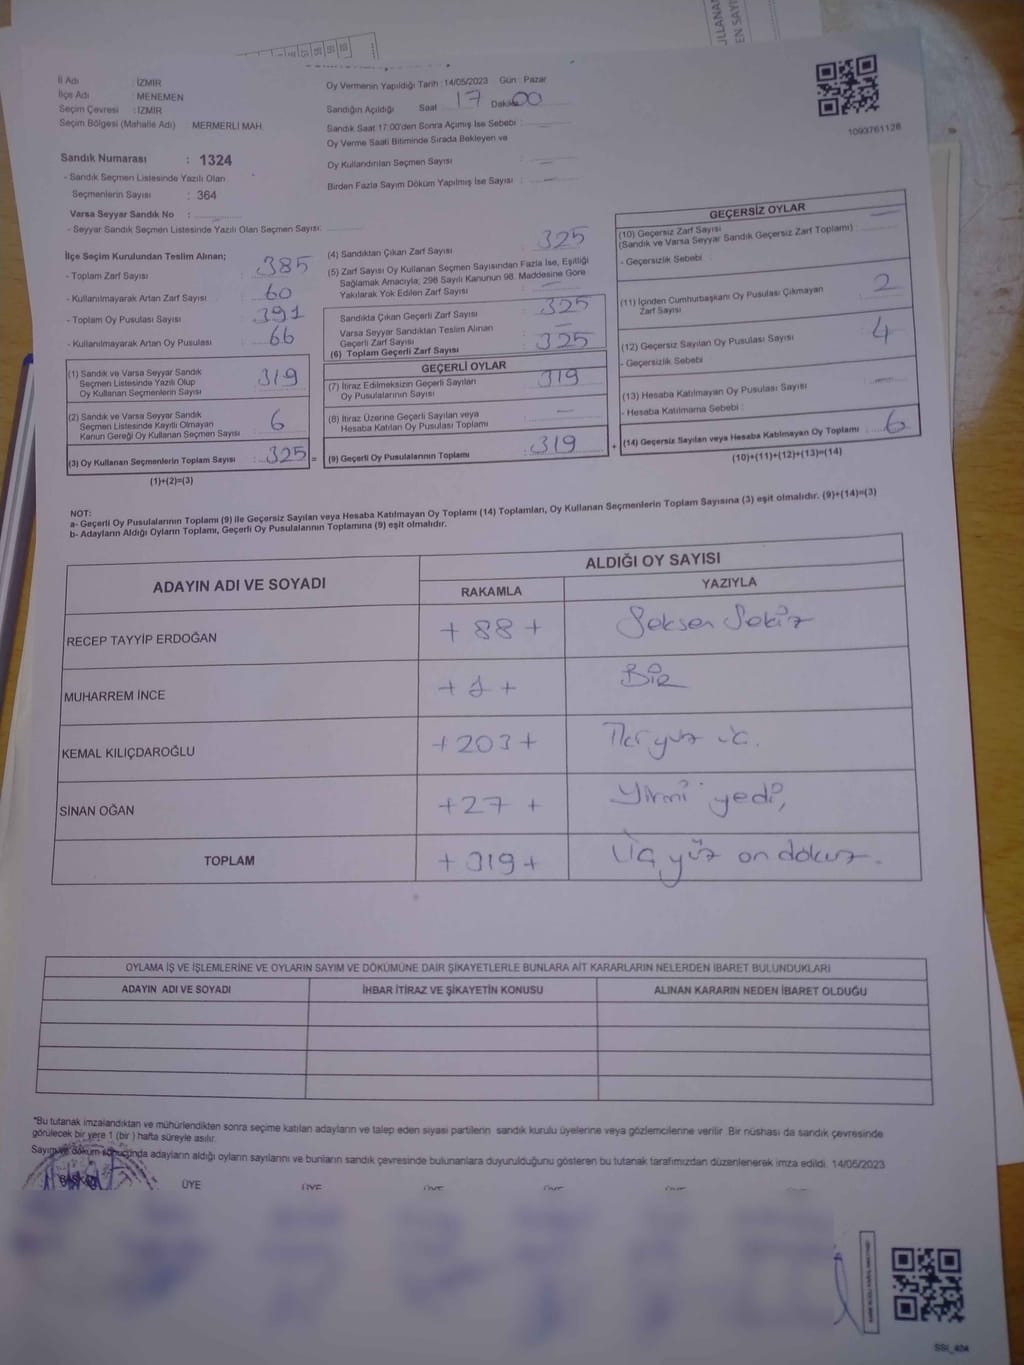 İl Adı : İZMİR
İlçe Adı : MENEMEN
Seçim Çevresi : İZMİR
Seçim Bölgesi (Mahalle Adı) : MERMERLİ MAH.
Sandık Numarası : 1324
- Sandık Seçmen Listesinde Yazılı Olan
Seçmenlerin Sayısı : 364
Varsa Seyyar Sandık No :
- Seyyar Sandık Seçmen Listesinde Yazılı Olan Seçmen Sayısı:
Oy Vermenin Yapıldığı Tarih : 14/05/2023 Gün : Pazar
Sandığın Açıldığı Saat 17 Dakika 00
Sandık Saat 17:00'den Sonra Açımış İse Sebebi :
Oy Verme Saati Bitiminde Sırada Bekleyen ve
Oy Kullandırılan Seçmen Sayısı :
Birden Fazla Sayım Döküm Yapılmış İse Sayısı :
1093761128
İlçe Seçim Kurulundan Teslim Alınan;
- Toplam Zarf Sayısı : 385
- Kullanılmayarak Artan Zarf Sayısı : 60
- Toplam Oy Pusulası Sayısı : 391
- Kullanılmayarak Artan Oy Pusulası : 66
(1) Sandık ve Varsa Seyyar Sandık
Seçmen Listesinde Yazılı Olup
Oy Kullanan Seçmenlerin Sayısı : 319
(2) Sandık ve Varsa Seyyar Sandık
Seçmen Listesinde Kayıtlı Olmayan
Kanun Gereği Oy Kullanan Seçmen Sayısı : 6
(3) Oy Kullanan Seçmenlerin Toplam Sayısı : 325 =
(1)+(2)=(3)
(4) Sandıktan Çıkan Zarf Sayısı : 325
(5) Zarf Sayısı Oy Kullanan Seçmen Sayısından Fazla İse, Eşitliği
Sağlamak Amacıyla; 298 Sayılı Kanunun 98. Maddesine Göre
Yakılarak Yok Edilen Zarf Sayısı : —
Sandıkta Çıkan Geçerli Zarf Sayısı : 325
Varsa Seyyar Sandıktan Teslim Alınan
Geçerli Zarf Sayısı : —
(6) Toplam Geçerli Zarf Sayısı : 325
GEÇERLİ OYLAR
(7) İtiraz Edilmeksizin Geçerli Sayılan
Oy Pusulalarının Sayısı : 319
(8) İtiraz Üzerine Geçerli Sayılan veya
Hesaba Katılan Oy Pusulası Toplamı : —
(9) Geçerli Oy Pusulalarının Toplamı : 319 +
GEÇERSİZ OYLAR
(10) Geçersiz Zarf Sayısı
(Sandık ve Varsa Seyyar Sandık Geçersiz Zarf Toplamı) : —
- Geçersizlik Sebebi :
(11) İçinden Cumhurbaşkanı Oy Pusulası Çıkmayan
Zarf Sayısı : 2
(12) Geçersiz Sayılan Oy Pusulası Sayısı : 4
- Geçersizlik Sebebi
(13) Hesaba Katılmayan Oy Pusulası Sayısı : —
- Hesaba Katılmama Sebebi :
(14) Geçersiz Sayılan veya Hesaba Katılmayan Oy Toplamı : 6
(10)+(11)+(12)+(13)=(14)
NOT:
a- Geçerli Oy Pusulalarının Toplamı (9) ile Geçersiz Sayılan veya Hesaba Katılmayan Oy Toplamı (14) Toplamları, Oy Kullanan Seçmenlerin Toplam Sayısına (3) eşit olmalıdır. (9)+(14)=(3)
b- Adayların Aldığı Oyların Toplamı, Geçerli Oy Pusulalarının Toplamına (9) eşit olmalıdır.
ADAYIN ADI VE SOYADI ALDIĞI OY SAYISI
RAKAMLA YAZIYLA
RECEP TAYYİP ERDOĞAN +88+ Seksen Sekiz
MUHARREM İNCE +1+ Bir
KEMAL KILIÇDAROĞLU +203+ İki yüz üç.
SİNAN OĞAN +27+ Yirmi yedi,
TOPLAM +319+ Üç yüz on dokuz.
OYLAMA İŞ VE İŞLEMLERİNE VE OYLARIN SAYIM VE DÖKÜMÜNE DAİR ŞİKAYETLERLE BUNLARA AİT KARARLARIN NELERDEN İBARET BULUNDUKLARI
ADAYIN ADI VE SOYADI İHBAR İTİRAZ VE ŞİKAYETİN KONUSU ALINAN KARARIN NEDEN İBARET OLDUĞU
*Bu tutanak imzalandıktan ve mühürlendikten sonra seçime katılan adayların ve talep eden siyasi partilerin sandık kurulu üyelerine veya gözlemcilerine verilir. Bir nüshası da sandık çevresinde
görülecek bir yere 1 (bir) hafta süreyle asılır.
Sayım ve döküm sonucunda adayların aldığı oyların sayılarını ve bunların sandık çevresinde bulunanlara duyurulduğunu gösteren bu tutanak tarafımızdan düzenlenerek imza edildi. 14/05/2023
BAŞKAN ÜYE ÜYE ÜYE ÜYE ÜYE